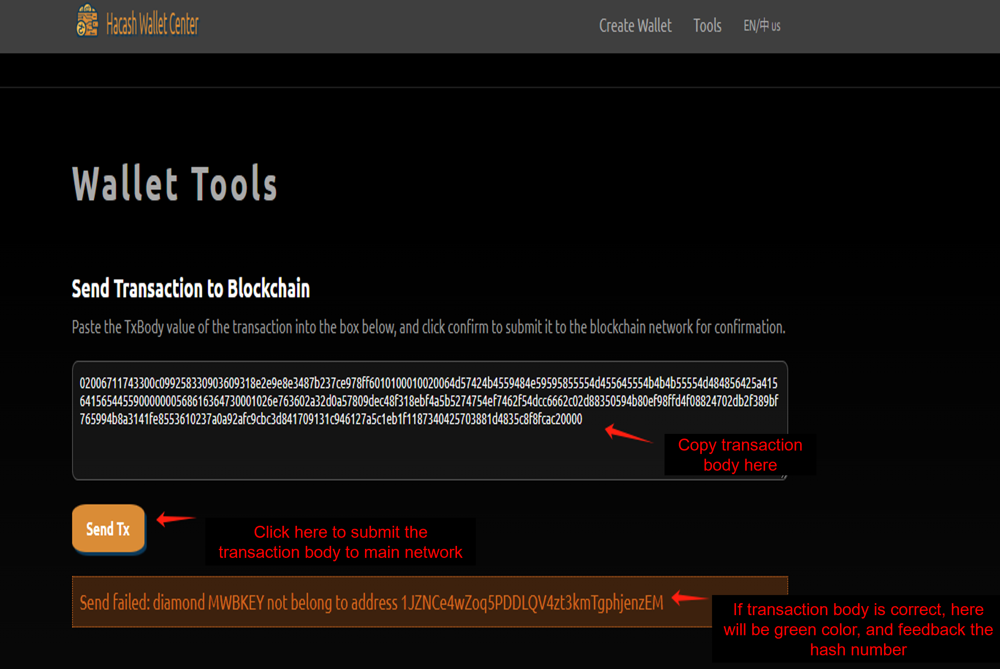 Hacash Wallet Center
Create Wallet
Tools
EN/中 us
Wallet Tools
Send Transaction to Blockchain
Paste the TxBody value of the transaction into the box below, and click confirm to submit it to the blockchain network for confirmation.
02006711743300c099258330903609318e2e9e8e3487b237ce978ff6010100010020064d57424b4559484e59595855554d455645554b4b4b55554d484856425a415
6415654455900000005686163647300010​26e763602a32d0a57809dec48f318ebf4a5b5274754ef7462f54dcc6662c02d88350594b80ef98ffd4f08824702db2f389bf
765994b8a3141fe8553610237a0a92afc9cbc3d841709131c946127a5c1eb1f1187340425703881d4835c8f8fcac20000
Copy transaction
body here
Send Tx
Click here to submit the
transaction body to main network
Send failed: diamond MWBKEY not belong to address 1JZNCe4wZoq5PDDLQV4zt3kmTgphjenzEM
If transaction body is correct, here
will be green color, and feedback the
hash number